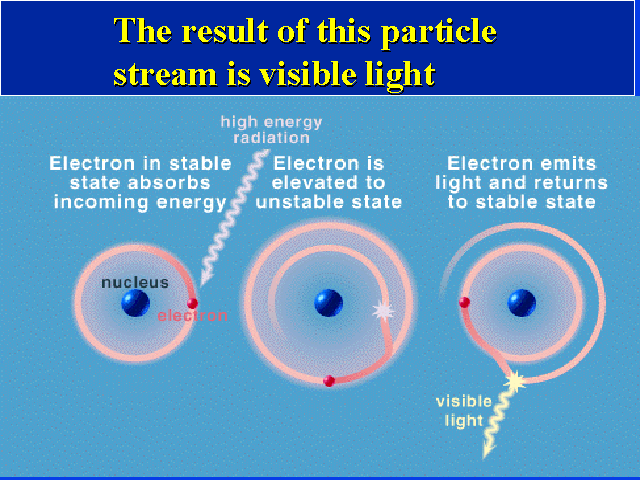 The result of this particle
stream is visible light
high energy
radiation
Electron in stable
state absorbs
incoming energy
Electron is
elevated to
unstable state
Electron emits
light and returns
to stable state
nucleus
electron
visible
light